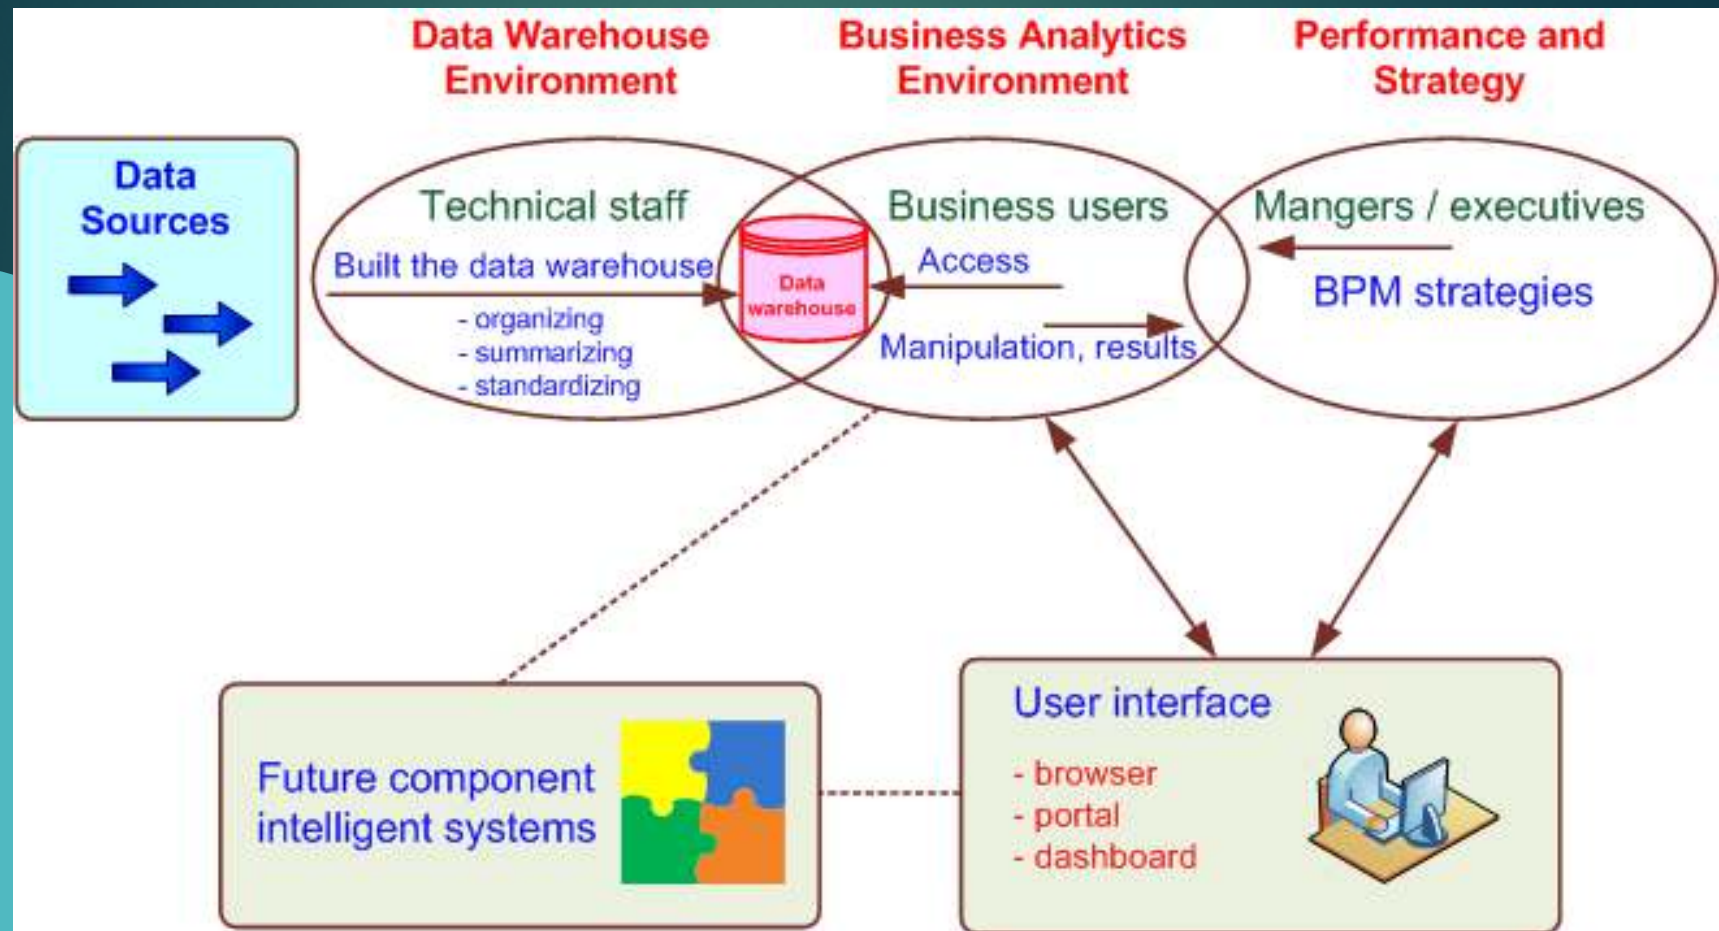 Data Warehouse
Environment
Business Analytics
Environment
Performance and
Strategy
Data
Sources
Technical staff
Built the data warehouse
- organizing
- summarizing
- standardizing
Data
warehouse
Business users
Access
Manipulation, results
Mangers / executives
BPM strategies
Future component
intelligent systems
User interface
- browser
- portal
- dashboard